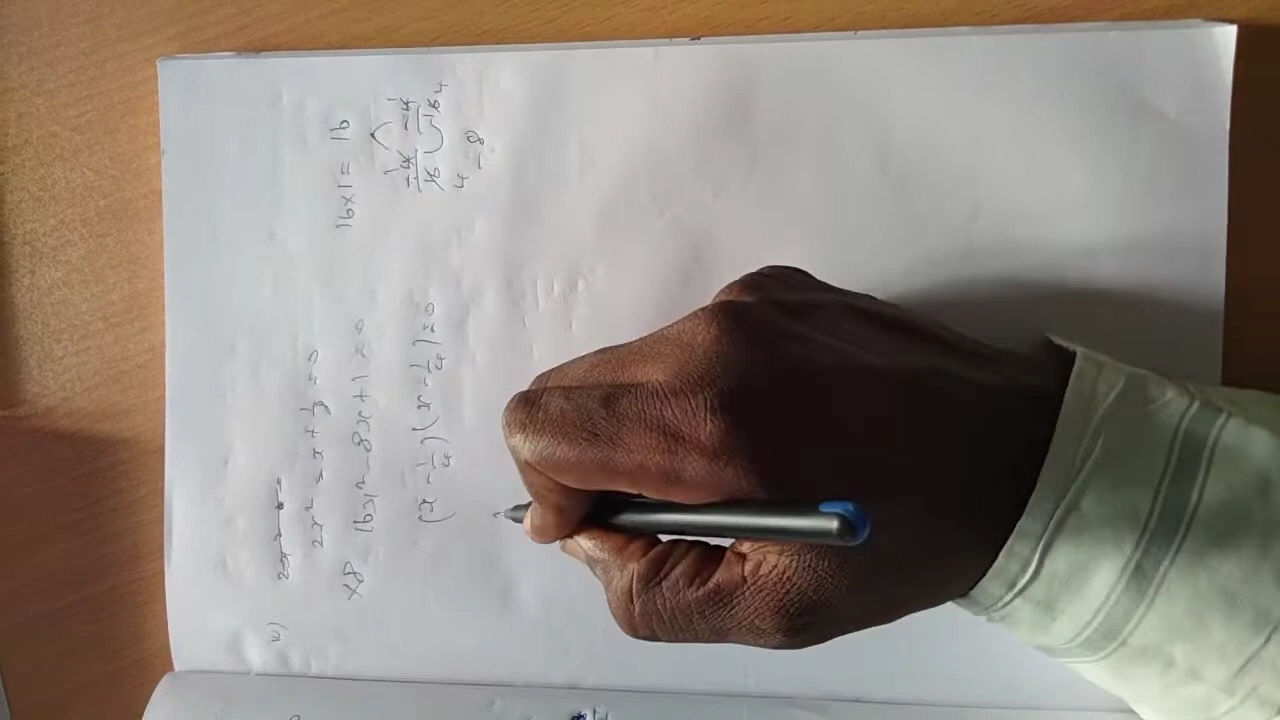 iv)
2x² - x + 1/8 = 0
×8 16x² - 8x + 1 = 0
(x - 1/4)(x - 1/4) = 0
16×1 = 16
-4/16 -4/16
1 1
4 4
-8